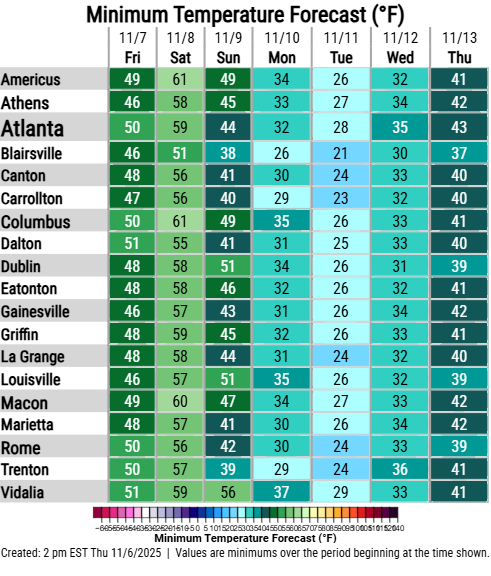 Minimum Temperature Forecast (°F)
11/7 11/8 11/9 11/10 11/11 11/12 11/13
Fri Sat Sun Mon Tue Wed Thu
Americus 49 61 49 34 26 32 41
Athens 46 58 45 33 27 34 42
Atlanta 50 59 44 32 28 35 43
Blairsville 46 51 38 26 21 30 37
Canton 48 56 41 30 24 33 40
Carrollton 47 56 40 29 23 32 40
Columbus 50 61 49 35 26 33 41
Dalton 51 55 41 31 25 33 40
Dublin 48 58 51 34 26 31 39
Eatonton 48 58 46 32 26 32 41
Gainesville 46 57 43 31 26 34 42
Griffin 48 59 45 32 26 33 41
La Grange 48 58 44 31 24 32 40
Louisville 46 57 51 35 26 32 39
Macon 49 60 47 34 27 33 42
Marietta 48 57 41 30 26 34 42
Rome 50 56 42 30 24 33 39
Trenton 50 57 39 29 24 36 41
Vidalia 51 59 56 37 29 33 41
Minimum Temperature Forecast (°F)
Created: 2 pm EST Thu 11/6/2025 | Values are minimums over the period beginning at the time shown.